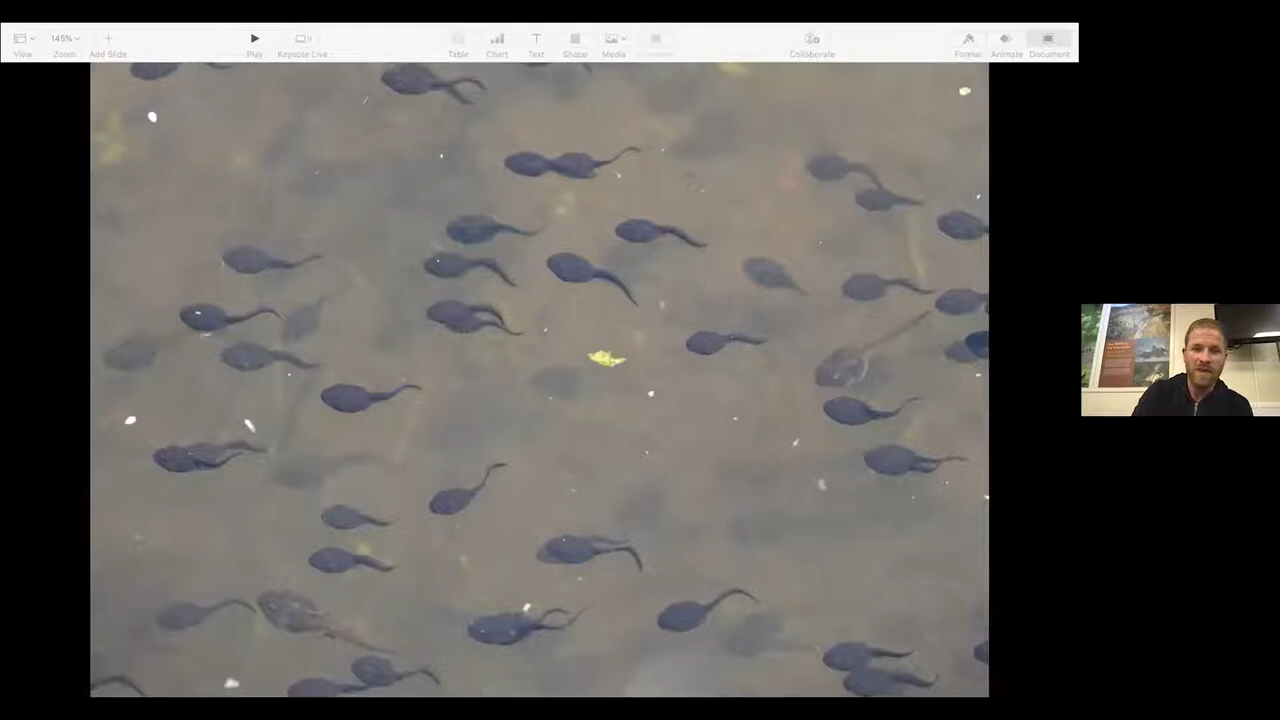 145%
View
Zoom
Add Slide
Play
Keynote Live
Table
Chart
Text
Shape
Media
Collaborate
Format
Animate
Document